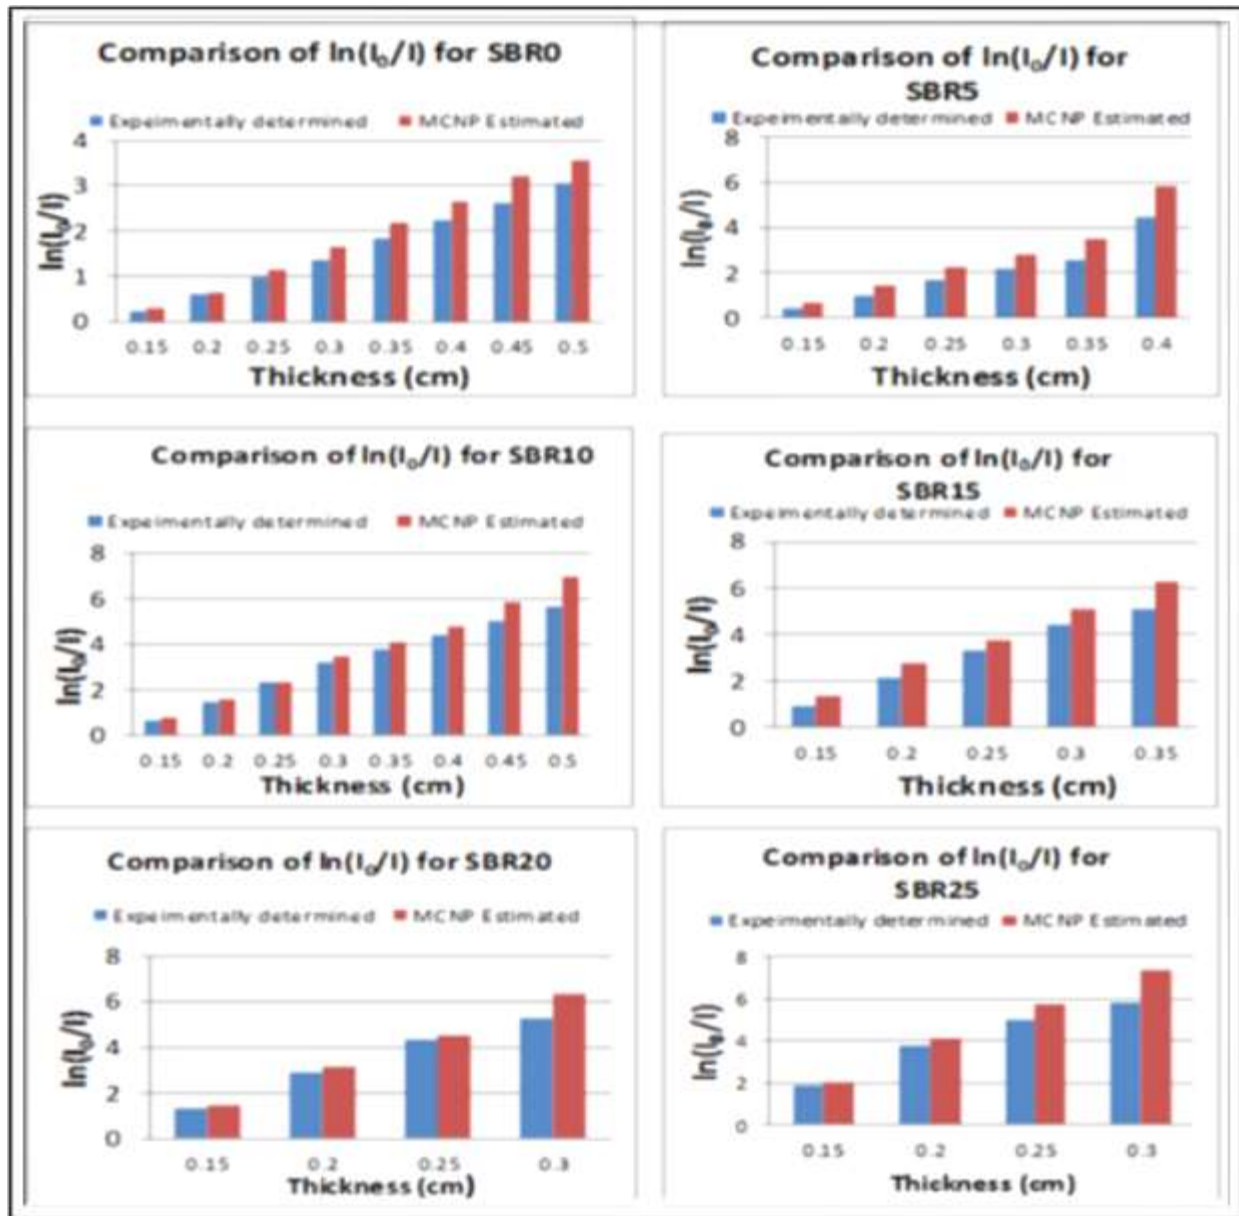 Comparison of ln(I₀/I) for SBR0
Expeimentally determined MCNP Estimated
4
3
2
1
0
ln(I₀/I)
0.15 0.2 0.25 0.3 0.35 0.4 0.45 0.5
Thickness (cm)
Comparison of ln(I₀/I) for
SBR5
Expeimentally determined MCNP Estimated
8
6
4
2
0
ln(I₀/I)
0.15 0.2 0.25 0.3 0.35 0.4
Thickness (cm)
Comparison of ln(I₀/I) for SBR10
Expeimentally determined MCNP Estimated
8
6
4
2
0
ln(I₀/I)
0.15 0.2 0.25 0.3 0.35 0.4 0.45 0.5
Thickness (cm)
Comparison of ln(I₀/I) for
SBR15
Expeimentally determined MCNP Estimated
8
6
4
2
0
ln(I₀/I)
0.15 0.2 0.25 0.3 0.35
Thickness (cm)
Comparison of ln(I₀/I) for SBR20
Expeimentally determined MCNP Estimated
8
6
4
2
0
ln(I₀/I)
0.15 0.2 0.25 0.3
Thickness (cm)
Comparison of ln(I₀/I) for
SBR25
Expeimentally determined MCNP Estimated
8
6
4
2
0
ln(I₀/I)
0.15 0.2 0.25 0.3
Thickness (cm)